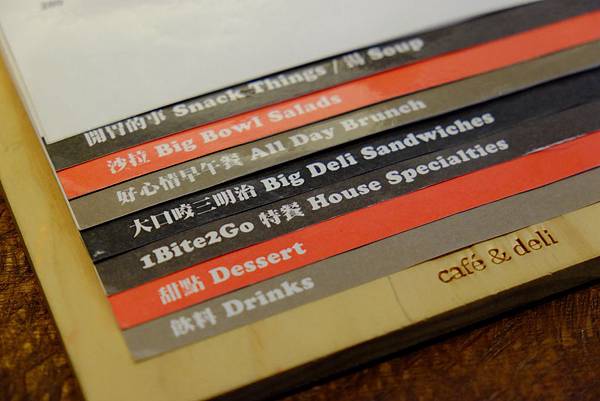 開胃的事 Snack Things / 湯 Soup
沙拉 Big Bowl Salads
好心情早午餐 All Day Brunch
大口咬三明治 Big Deli Sandwiches
1Bite2Go 特餐 House Specialties
甜點 Dessert
飲料 Drinks
café & deli